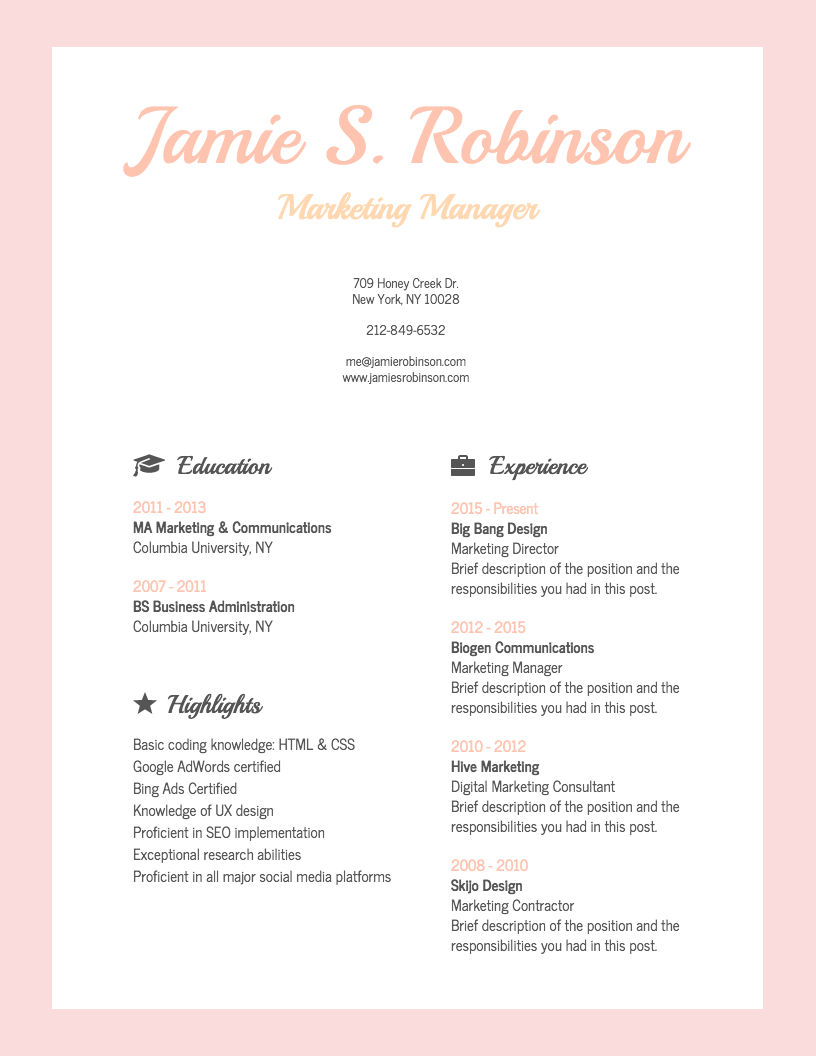 Jamie S. Robinson
Marketing Manager
709 Honey Creek Dr.
New York, NY 10028
212-849-6532
me@jamierobinson.com
www.jamiesrobinson.com
Education
2011 - 2013
MA Marketing & Communications
Columbia University, NY
2007 - 2011
BS Business Administration
Columbia University, NY
Highlights
Basic coding knowledge: HTML & CSS
Google AdWords certified
Bing Ads Certified
Knowledge of UX design
Proficient in SEO implementation
Exceptional research abilities
Proficient in all major social media platforms
Experience
2015 - Present
Big Bang Design
Marketing Director
Brief description of the position and the
responsibilities you had in this post.
2012 - 2015
Biogen Communications
Marketing Manager
Brief description of the position and the
responsibilities you had in this post.
2010 - 2012
Hive Marketing
Digital Marketing Consultant
Brief description of the position and the
responsibilities you had in this post.
2008 - 2010
Skijo Design
Marketing Contractor
Brief description of the position and the
responsibilities you had in this post.